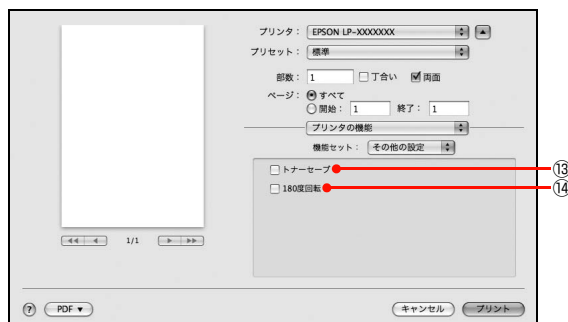 プリンタ： EPSON LP-XXXXXXX
プリセット： 標準
部数： 1 丁合い 両面
ページ： すべて
開始： 1 終了： 1
プリンタの機能
機能セット： その他の設定
トナーセーブ ⑬
180度回転 ⑭
1/1
? PDF ▼ キャンセル プリント